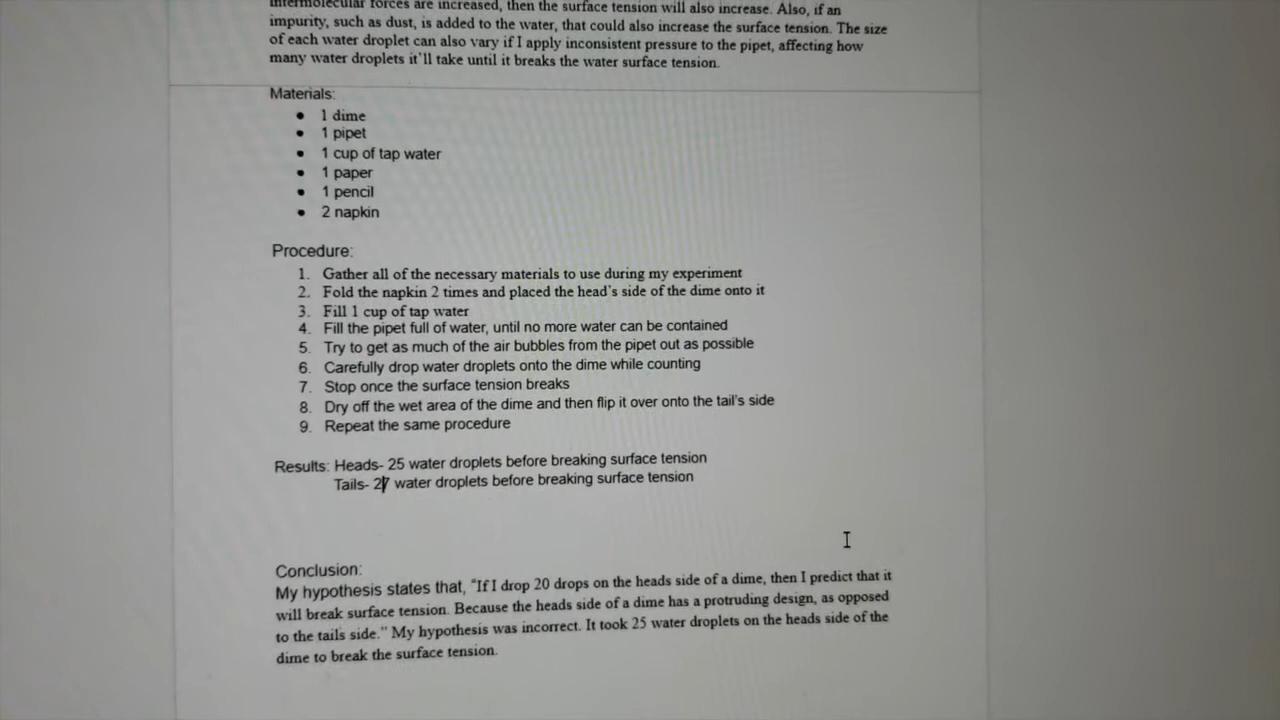 intermolecular forces are increased, then the surface tension will also increase. Also, if an
impurity, such as dust, is added to the water, that could also increase the surface tension. The size
of each water droplet can also vary if I apply inconsistent pressure to the pipet, affecting how
many water droplets it'll take until it breaks the water surface tension.
Materials:
● 1 dime
● 1 pipet
● 1 cup of tap water
● 1 paper
● 1 pencil
● 2 napkin
Procedure:
1. Gather all of the necessary materials to use during my experiment
2. Fold the napkin 2 times and placed the head's side of the dime onto it
3. Fill 1 cup of tap water
4. Fill the pipet full of water, until no more water can be contained
5. Try to get as much of the air bubbles from the pipet out as possible
6. Carefully drop water droplets onto the dime while counting
7. Stop once the surface tension breaks
8. Dry off the wet area of the dime and then flip it over onto the tail's side
9. Repeat the same procedure
Results: Heads- 25 water droplets before breaking surface tension
Tails- 27 water droplets before breaking surface tension
Conclusion:
My hypothesis states that, "If I drop 20 drops on the heads side of a dime, then I predict that it
will break surface tension. Because the heads side of a dime has a protruding design, as opposed
to the tails side." My hypothesis was incorrect. It took 25 water droplets on the heads side of the
dime to break the surface tension.